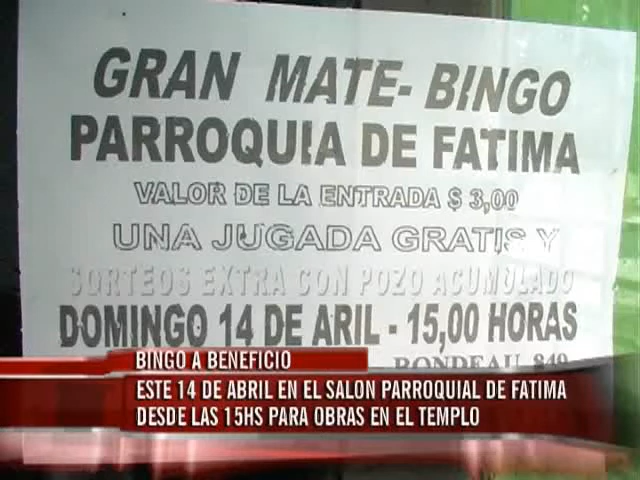 GRAN MATE- BINGO
PARROQUIA DE FATIMA
VALOR DE LA ENTRADA $ 3,00
UNA JUGADA GRATIS Y
SORTEOS EXTRA CON POZO ACUMULADO
DOMINGO 14 DE ARIL - 15,00 HORAS
RONDEAU 849
BINGO A BENEFICIO
ESTE 14 DE ABRIL EN EL SALON PARROQUIAL DE FATIMA
DESDE LAS 15HS PARA OBRAS EN EL TEMPLO